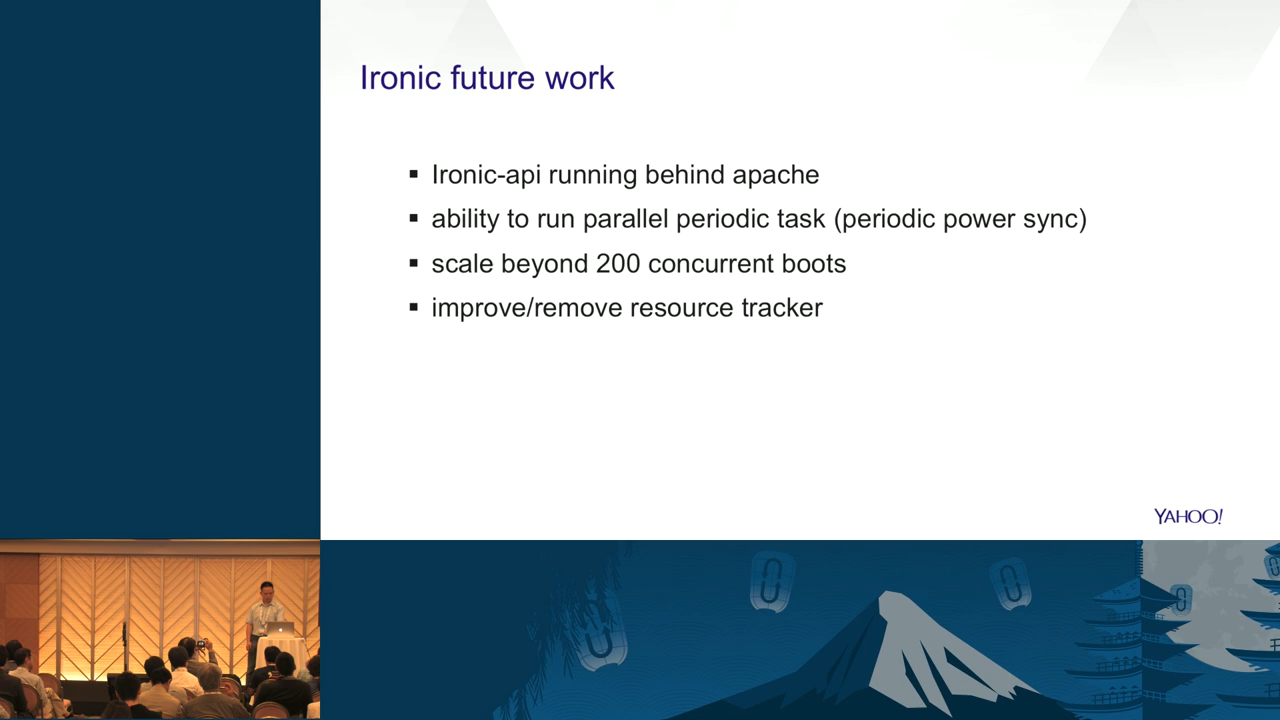 Ironic future work
▪ Ironic-api running behind apache
▪ ability to run parallel periodic task (periodic power sync)
▪ scale beyond 200 concurrent boots
▪ improve/remove resource tracker
YAHOO!